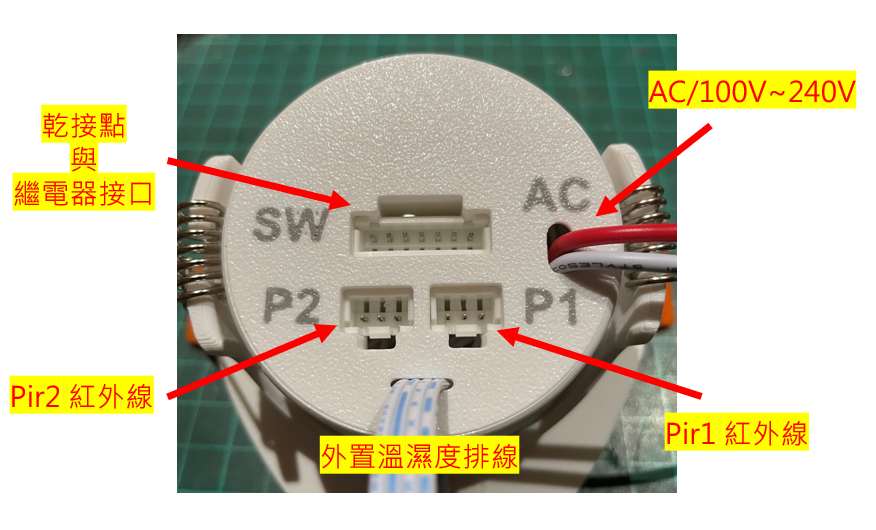 AC/100V~240V
乾接點
與
繼電器接口
AC
SW
P2
P1
Pir2 紅外線
Pir1 紅外線
外置溫濕度排線